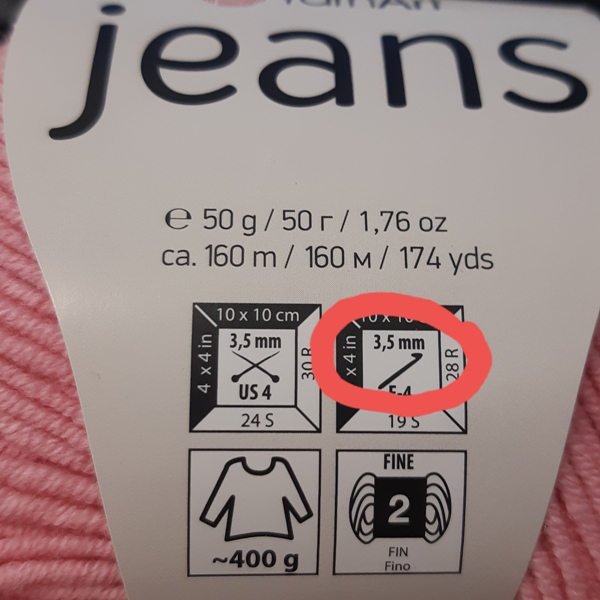 jeans
℮ 50 g / 50 г / 1,76 oz
ca. 160 m / 160 м / 174 yds
10 x 10 cm
4 x 4 in
3,5 mm
US 4
30 R
24 S
x 4 in
3,5 mm
28 R
19 S
~400 g
FINE
2
FIN
Fino